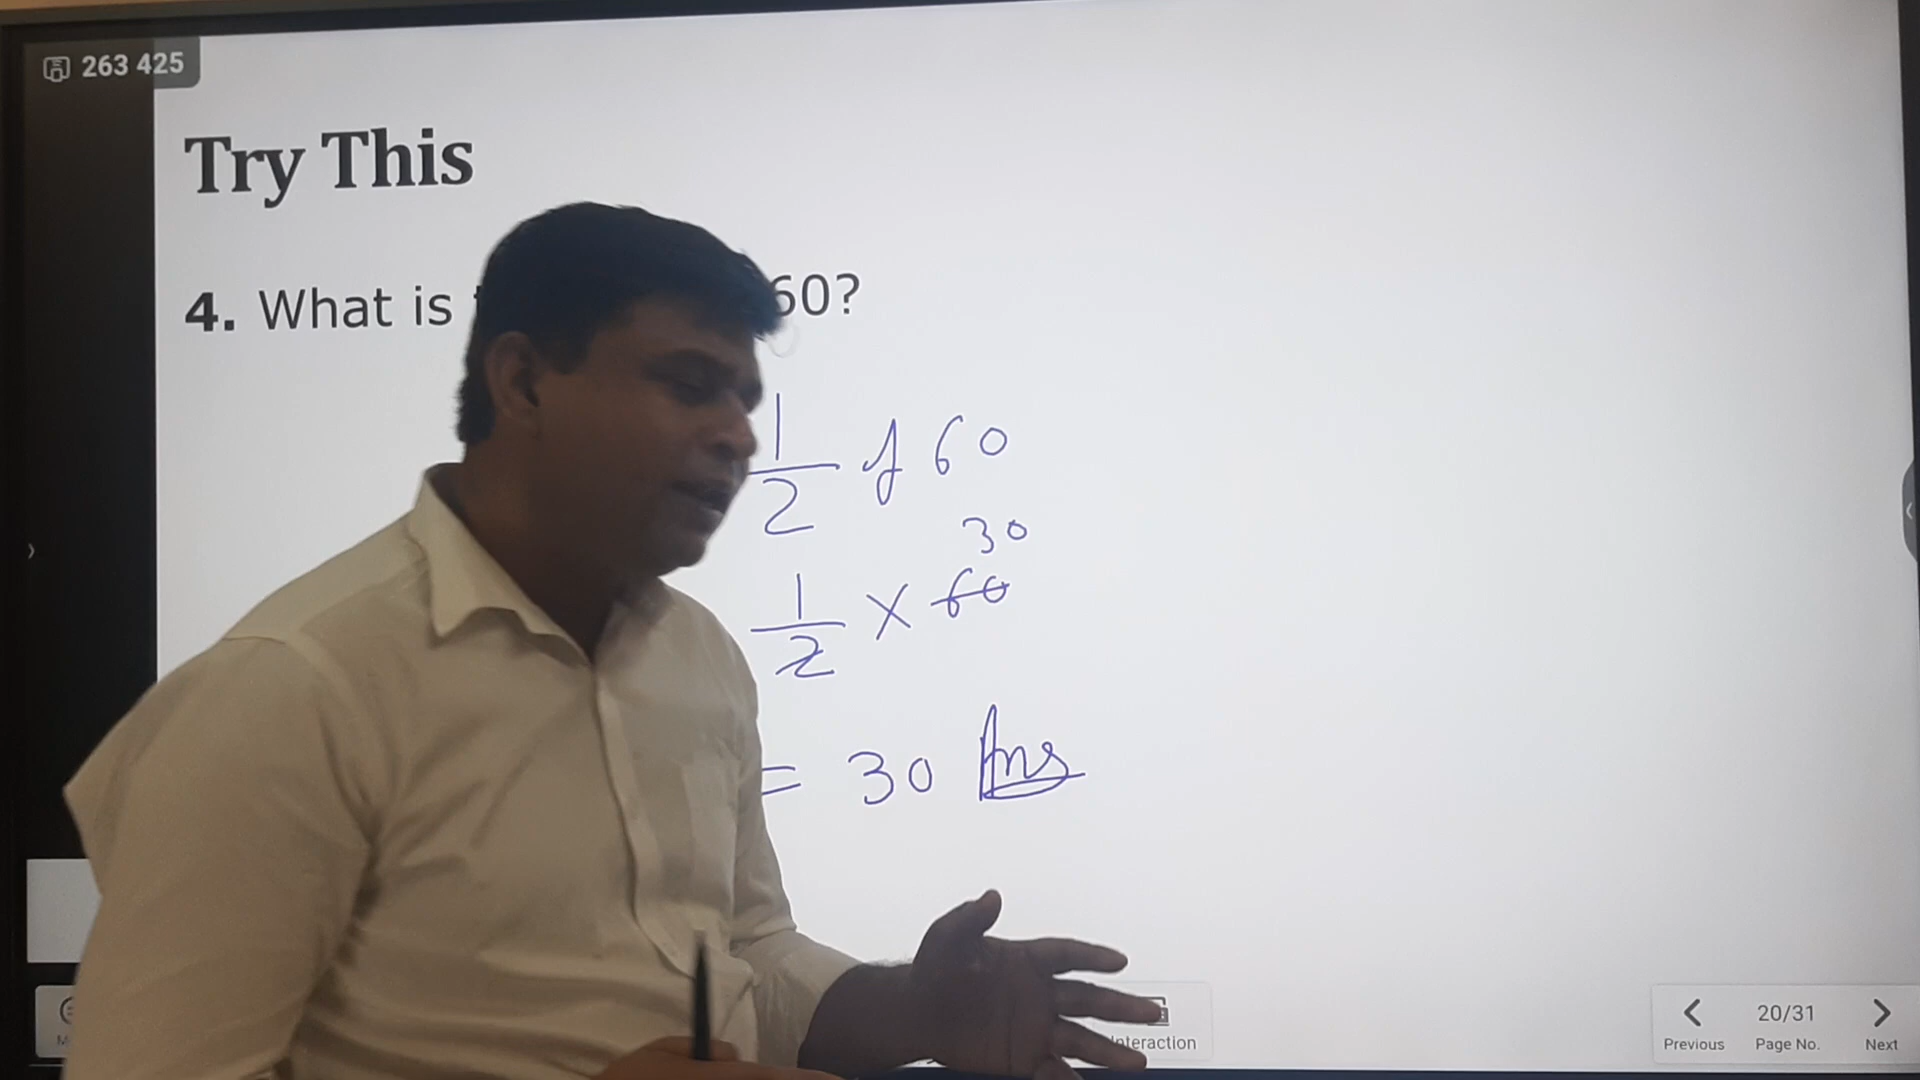 263 425
Try This
4. What is 60?
1
2 of 60
30
1
2 × 60
= 30 Ans
Interaction
Previous
20/31
Page No.
Next